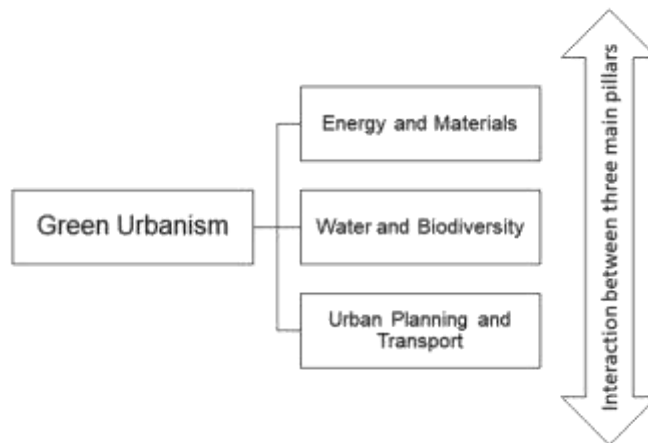 Energy and Materials
Green Urbanism
Water and Biodiversity
Urban Planning and
Transport
Interaction between three main pillars